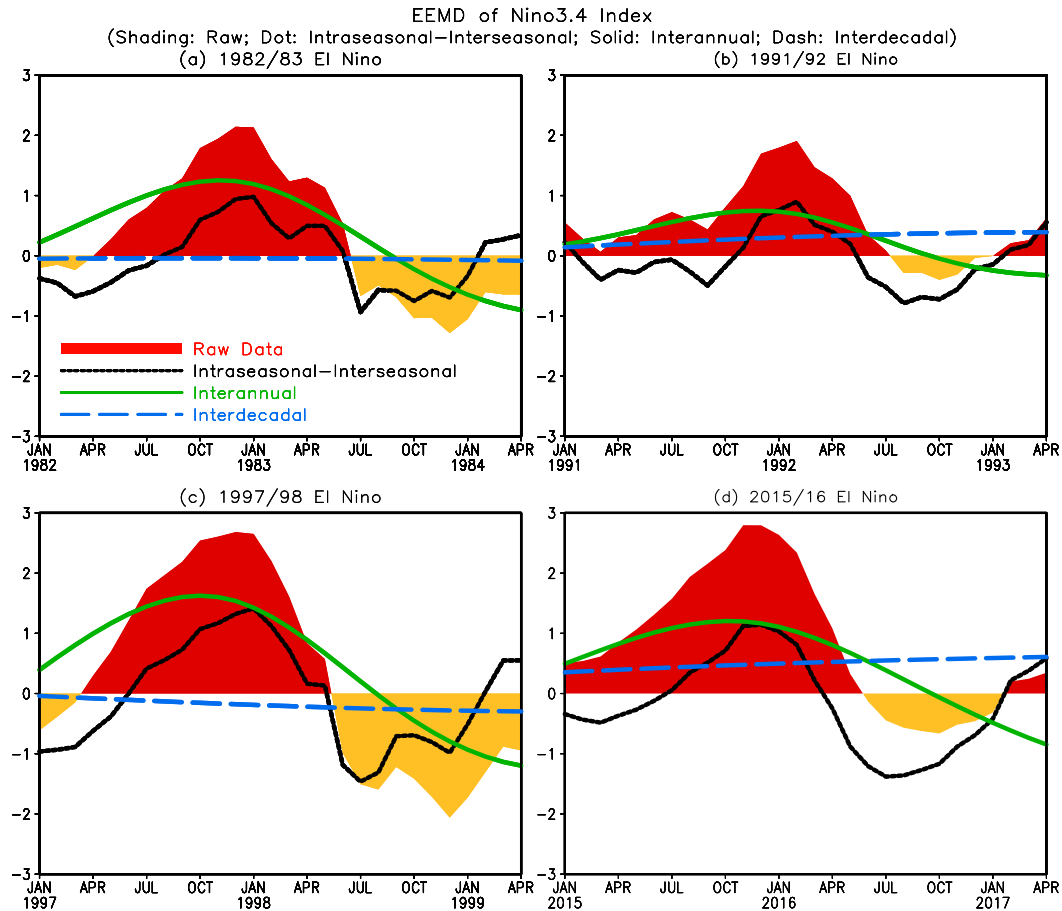 EEMD of Nino3.4 Index
(Shading: Raw; Dot: Intraseasonal-Interseasonal; Solid: Interannual; Dash: Interdecadal)
(a) 1982/83 El Nino
3
2
1
0
-1
-2
-3
Raw Data
Intraseasonal-Interseasonal
Interannual
Interdecadal
JAN APR JUL OCT JAN APR JUL OCT JAN APR
1982 1983 1984
(b) 1991/92 El Nino
3
2
1
0
-1
-2
-3
JAN APR JUL OCT JAN APR JUL OCT JAN APR
1991 1992 1993
(c) 1997/98 El Nino
3
2
1
0
-1
-2
-3
JAN APR JUL OCT JAN APR JUL OCT JAN APR
1997 1998 1999
(d) 2015/16 El Nino
3
2
1
0
-1
-2
-3
JAN APR JUL OCT JAN APR JUL OCT JAN APR
2015 2016 2017